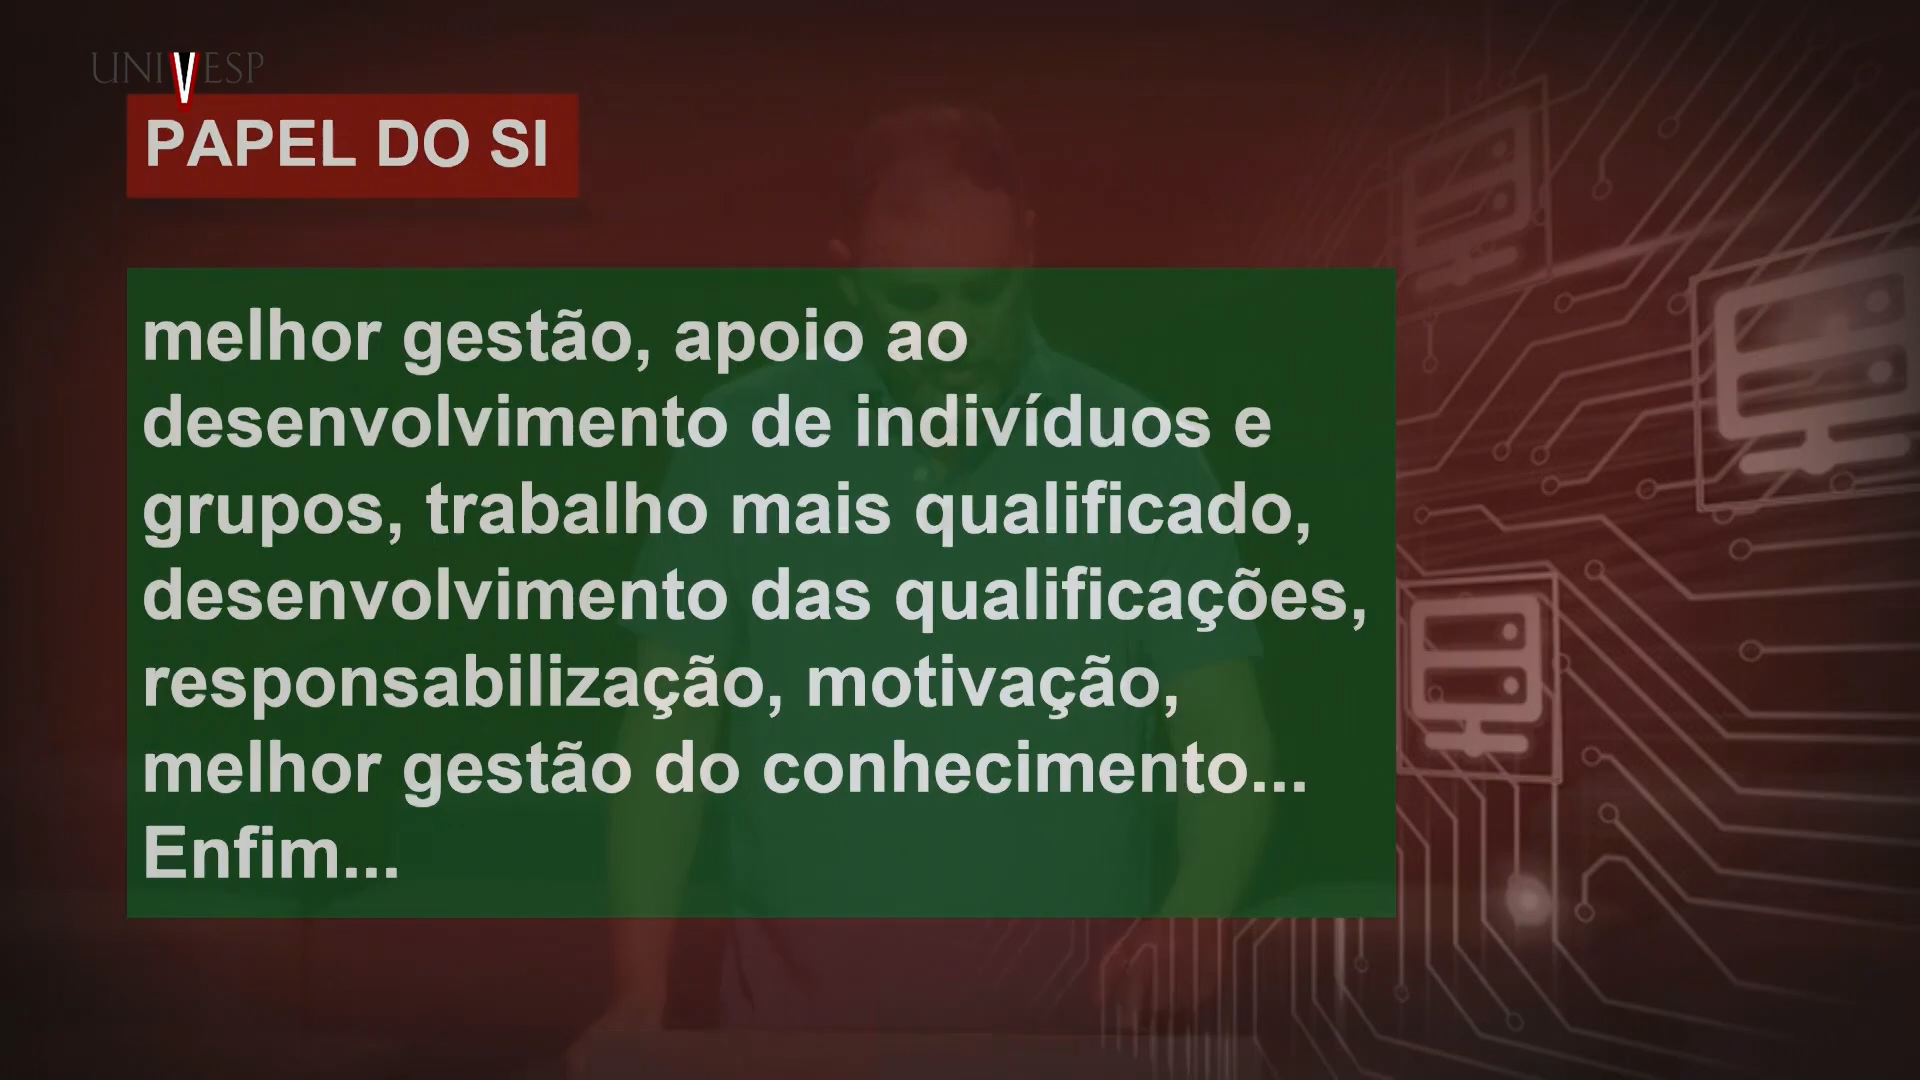 UNIVESP
PAPEL DO SI
melhor gestão, apoio ao
desenvolvimento de indivíduos e
grupos, trabalho mais qualificado,
desenvolvimento das qualificações,
responsabilização, motivação,
melhor gestão do conhecimento...
Enfim...